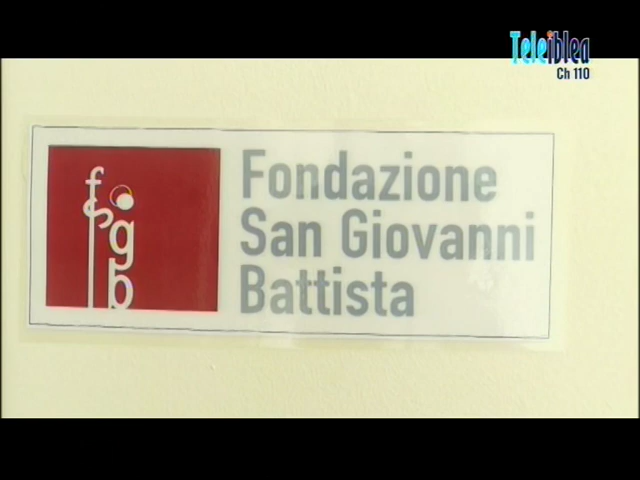 Teleiblea
Ch 110
fsgb
Fondazione
San Giovanni
Battista